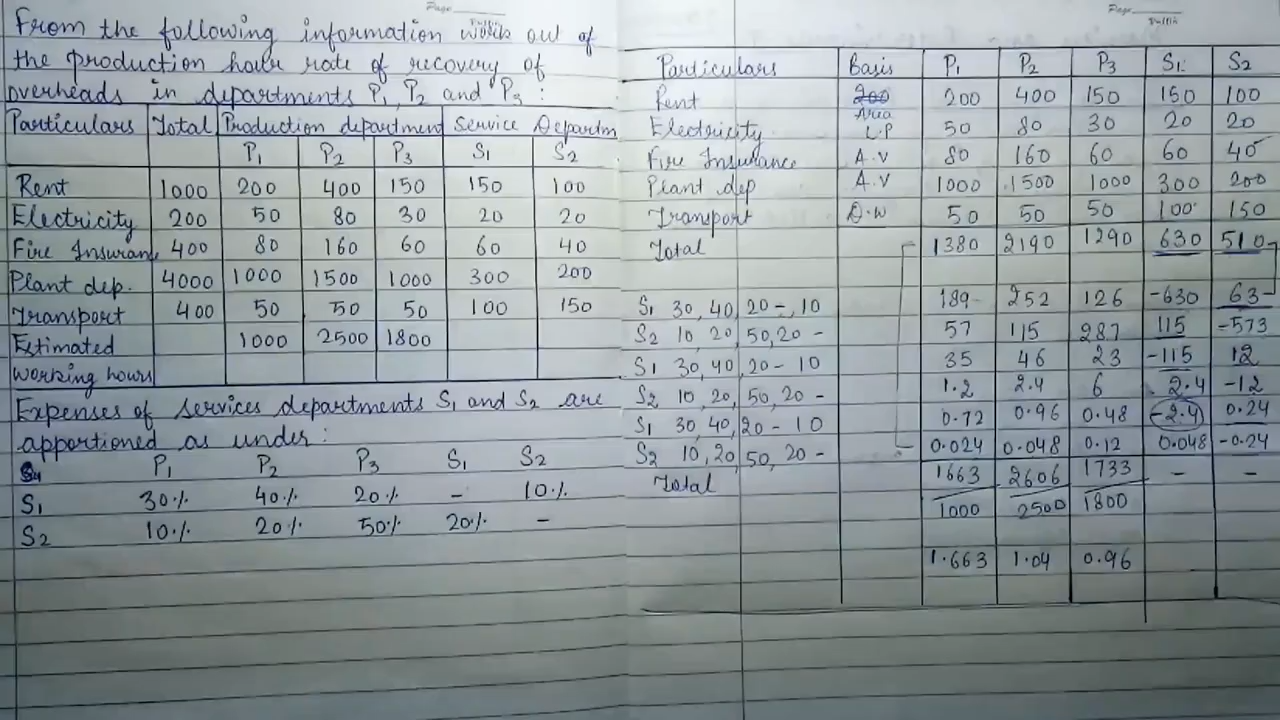 Page
From the following information work out of
the production hour rate of recovery of
overheads in departments P1, P2 and P3 :
Particulars Total Production department Service Departm
P1 P2 P3 S1 S2
Rent 1000 200 400 150 150 100
Electricity 200 50 80 30 20 20
Fire Insuran 400 80 160 60 60 40
Plant dep. 4000 1000 1500 1000 300 200
Transport 400 50 50 50 100 150
Estimated 1000 2500 1800
Working hours
Expenses of services departments S1 and S2 are
apportioned as under :
P1 P2 P3 S1 S2
S1 30% 40% 20% - 10%
S2 10% 20% 50% 20% -
Page
Particulars Basis P1 P2 P3 S1 S2
Rent 200 200 400 150 150 100
Area
Electricity L.P 50 80 30 20 20
Fire Insurance A.V 80 160 60 60 40
Plant dep A.V 1000 1500 1000 300 200
Transport D.W 50 50 50 100 150
Total 1380 2190 1290 630 510
S1 30, 40, 20 -, 10 189 252 126 -630 63
S2 10, 20, 50, 20 - 57 115 287 115 -573
S1 30, 40, 20 - 10 35 46 23 -115 12
S2 10, 20, 50, 20 - 1.2 2.4 6 2.4 -12
S1 30, 40, 20 - 10 0.72 0.96 0.48 -2.4 0.24
S2 10, 20, 50, 20 - 0.024 0.048 0.12 0.048 -0.24
Total 1663 2606 1733 - -
1000 2500 1800
1.663 1.04 0.96